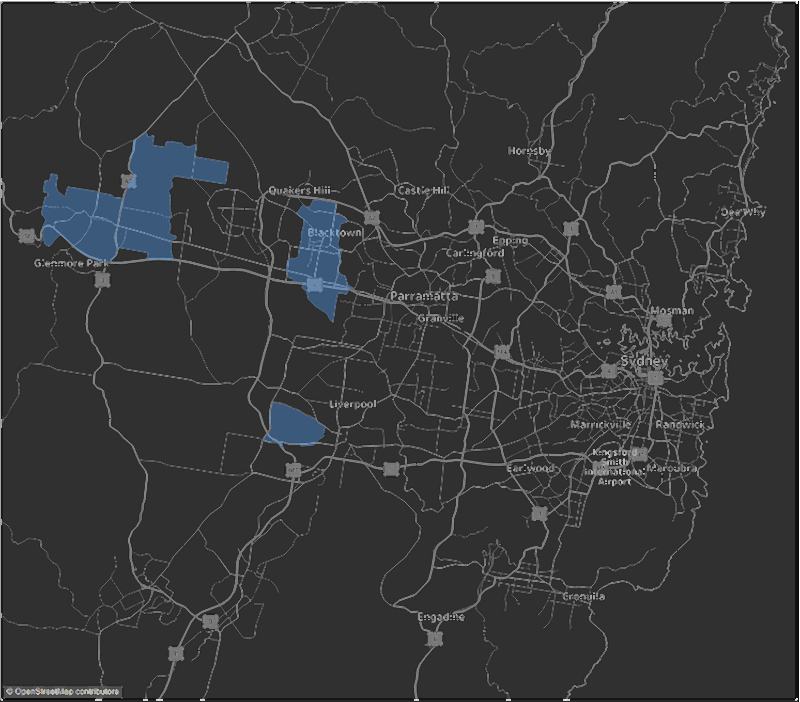 Hornsby
Quakers Hill
Castle Hill
Dee Why
Blacktown
Epping
Carlingford
Glenmore Park
Parramatta
Granville
Mosman
Sydney
Liverpool
Marrickville
Randwick
Kingsford
Smith
International
Airport
Earlwood
Maroubra
Cronulla
Engadine
© OpenStreetMap contributors